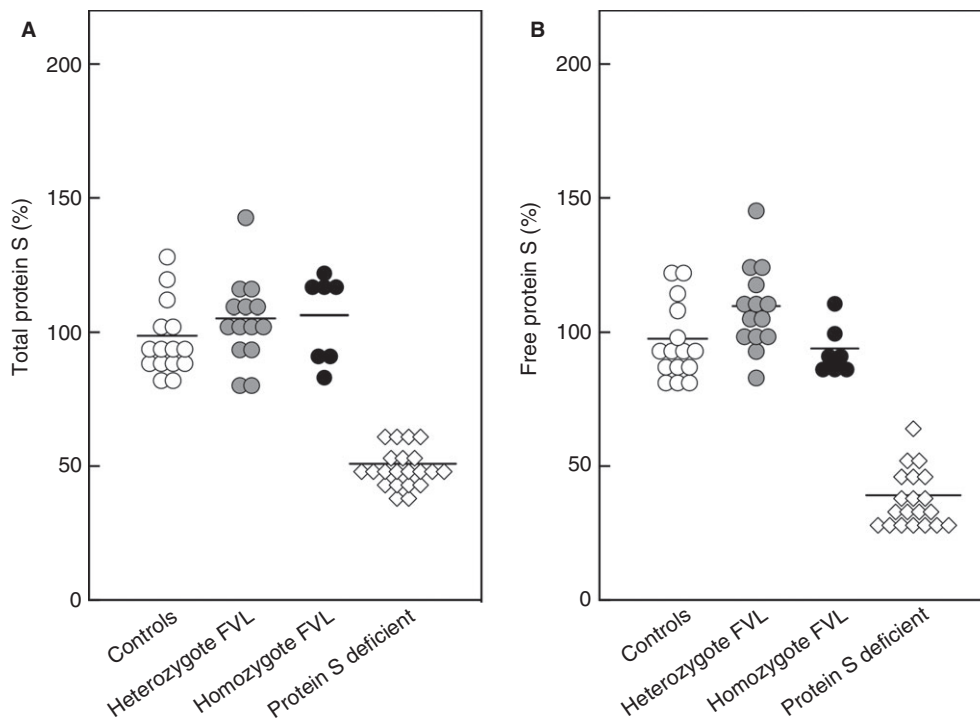 A
Total protein S (%)
200
150
100
50
0
Controls
Heterozygote FVL
Homozygote FVL
Protein S deficient
B
Free protein S (%)
200
150
100
50
0
Controls
Heterozygote FVL
Homozygote FVL
Protein S deficient